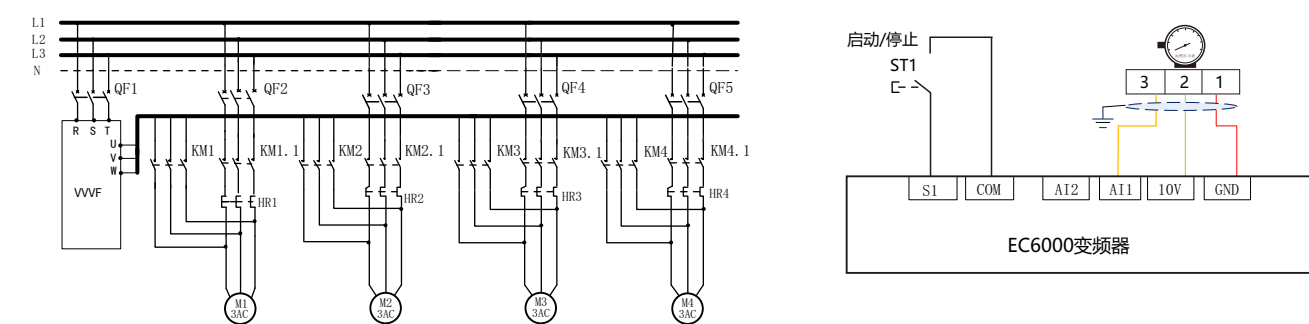 L1
L2
L3
N
QF1
QF2
QF3
QF4
QF5
R S T
U
V
W
VVVF
KM1
KM1.1
KM2
KM2.1
KM3
KM3.1
KM4
KM4.1
HR1
HR2
HR3
HR4
M1
3AC
M2
3AC
M3
3AC
M4
3AC
启动/停止
ST1
3 2 1
S1 COM AI2 AI1 10V GND
EC6000变频器